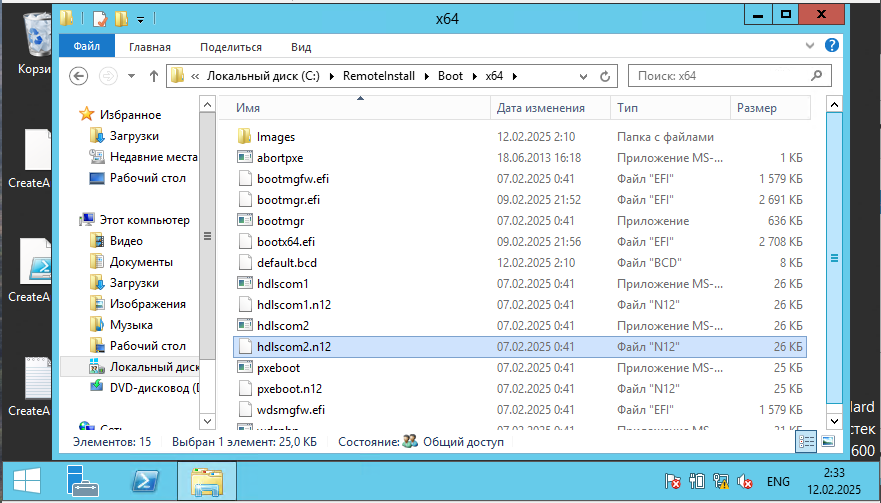 x64
Файл Главная Поделиться Вид
« Локальный диск (C:) RemoteInstall Boot x64
Поиск: x64
Корзи
CreateA
CreateA
CreateA
Избранное
Загрузки
Недавние места
Рабочий стол
Этот компьютер
Видео
Документы
Загрузки
Изображения
Музыка
Рабочий стол
Локальный диск
DVD-дисковод (D
Сеть
Имя Дата изменения Тип Размер
Images 12.02.2025 2:10 Папка с файлами
abortpxe 18.06.2013 16:18 Приложение MS-... 1 КБ
bootmgfw.efi 07.02.2025 0:41 Файл "EFI" 1 579 КБ
bootmgr.efi 09.02.2025 21:52 Файл "EFI" 2 691 КБ
bootmgr 07.02.2025 0:41 Приложение 636 КБ
bootx64.efi 09.02.2025 21:56 Файл "EFI" 2 708 КБ
default.bcd 12.02.2025 2:10 Файл "BCD" 8 КБ
hdlscom1 07.02.2025 0:41 Приложение MS-... 26 КБ
hdlscom1.n12 07.02.2025 0:41 Файл "N12" 26 КБ
hdlscom2 07.02.2025 0:41 Приложение MS-... 26 КБ
hdlscom2.n12 07.02.2025 0:41 Файл "N12" 26 КБ
pxeboot 07.02.2025 0:41 Приложение MS-... 25 КБ
pxeboot.n12 07.02.2025 0:41 Файл "N12" 25 КБ
wdsmgfw.efi 07.02.2025 0:41 Файл "EFI" 1 579 КБ
07.02.2025 0:41 Приложение MS-... 31 КБ
Элементов: 15 Выбран 1 элемент: 25,0 КБ Состояние: Общий доступ
lard
стек
600
ENG
2:33
12.02.2025